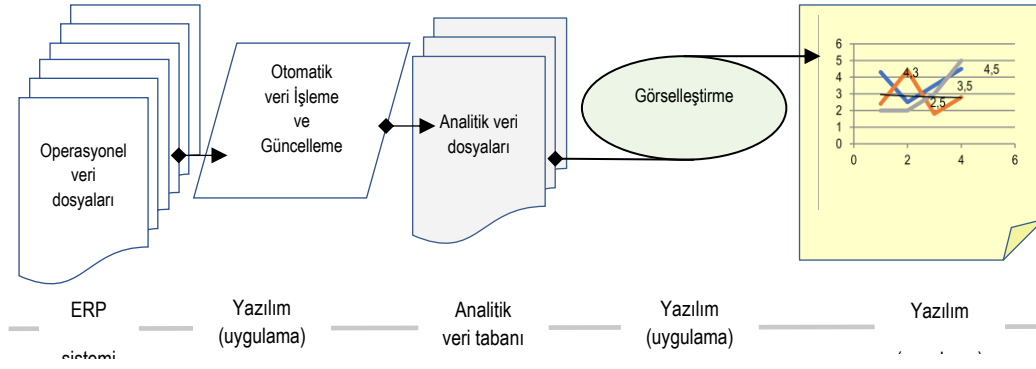 Operasyonel
veri
dosyaları
Otomatik
veri İşleme
ve
Güncelleme
Analitik veri
dosyaları
Görselleştirme
6
5
4
3
2
1
0
0
2
4
6
4,3
2,5
3,5
4,5
ERP
sistemi
Yazılım
(uygulama)
Analitik
veri tabanı
Yazılım
(uygulama)
Yazılım